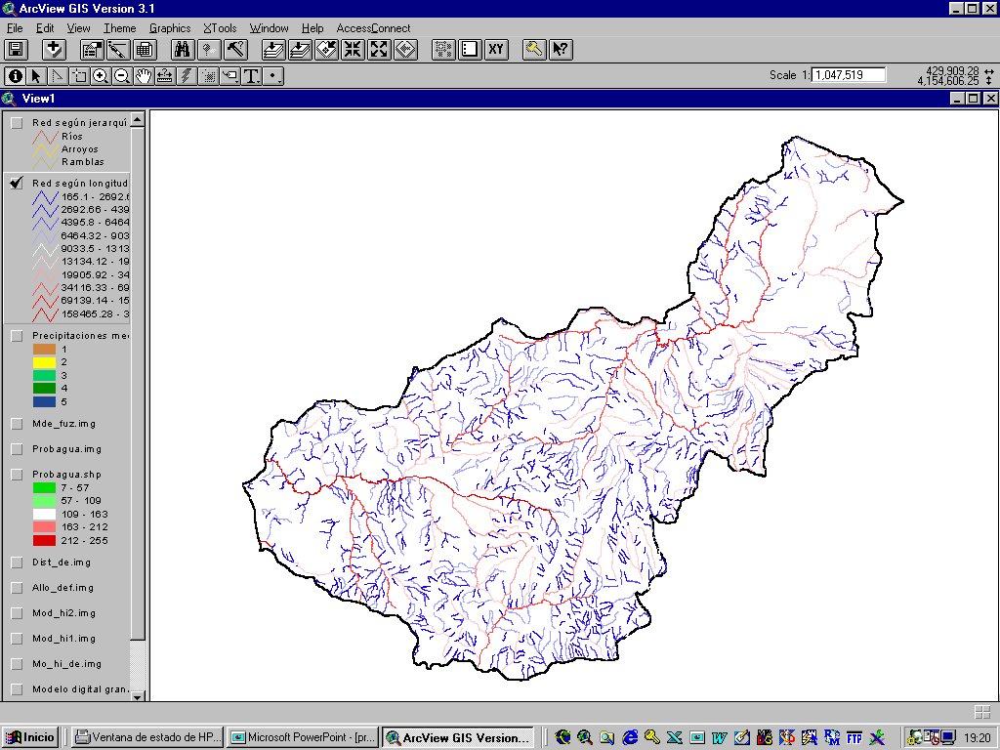 ArcView GIS Version 3.1
File Edit View Theme Graphics XTools Window Help AccessConnect
XY
Scale 1: 1,047,519
429,909.28
4,154,606.25
View1
Red según jerarquí
Ríos
Arroyos
Ramblas
Red según longitud
165.1 - 2692.6
2692.66 - 439
4395.8 - 6464
6464.32 - 903
9033.5 - 1313
13134.12 - 19
19905.92 - 34
34116.33 - 69
69139.14 - 15
158465.28 - 3
Precipitaciones me
1
2
3
4
5
Mde_fuz.img
Probagua.img
Probagua.shp
7 - 57
57 - 109
109 - 163
163 - 212
212 - 255
Dist_de.img
Allo_def.img
Mod_hi2.img
Mod_hi1.img
Mo_hi_de.img
Modelo digital gran.
Inicio
Ventana de estado de HP...
Microsoft PowerPoint - [pr...
ArcView GIS Version...
FTP
19:20